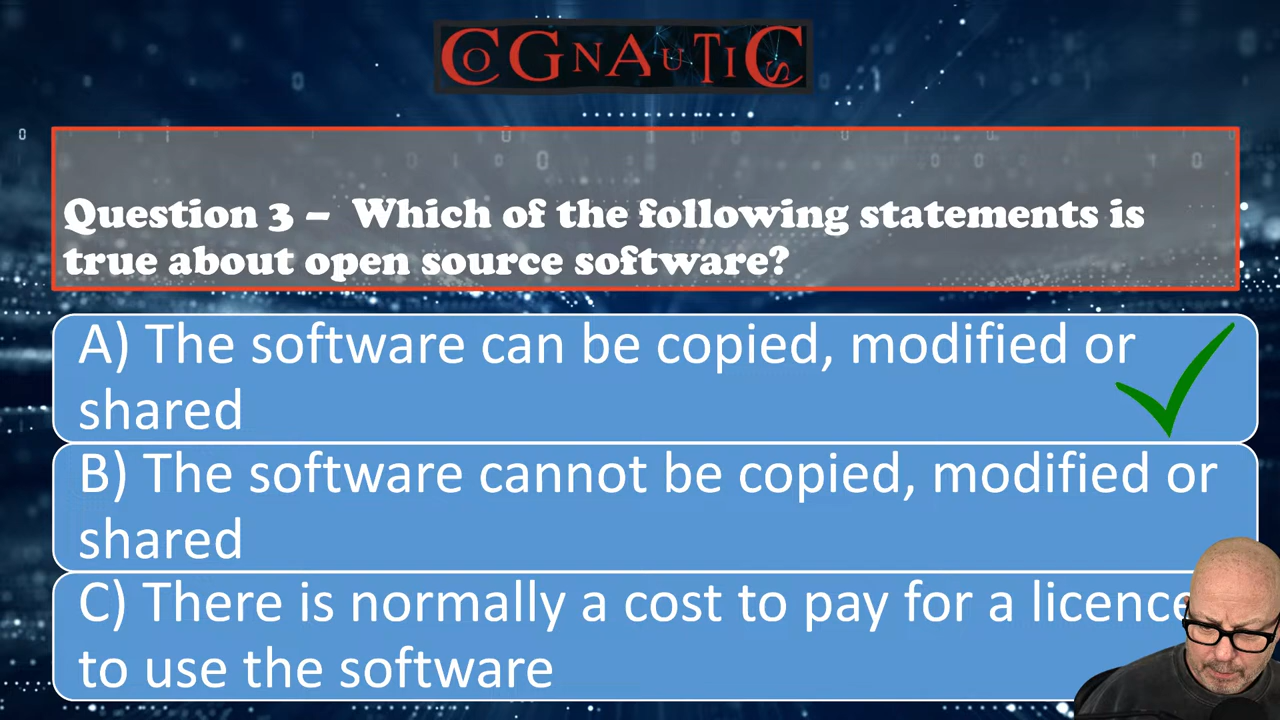 COGNAUTICS
Question 3 – Which of the following statements is
true about open source software?
A) The software can be copied, modified or
shared
B) The software cannot be copied, modified or
shared
C) There is normally a cost to pay for a licence
to use the software